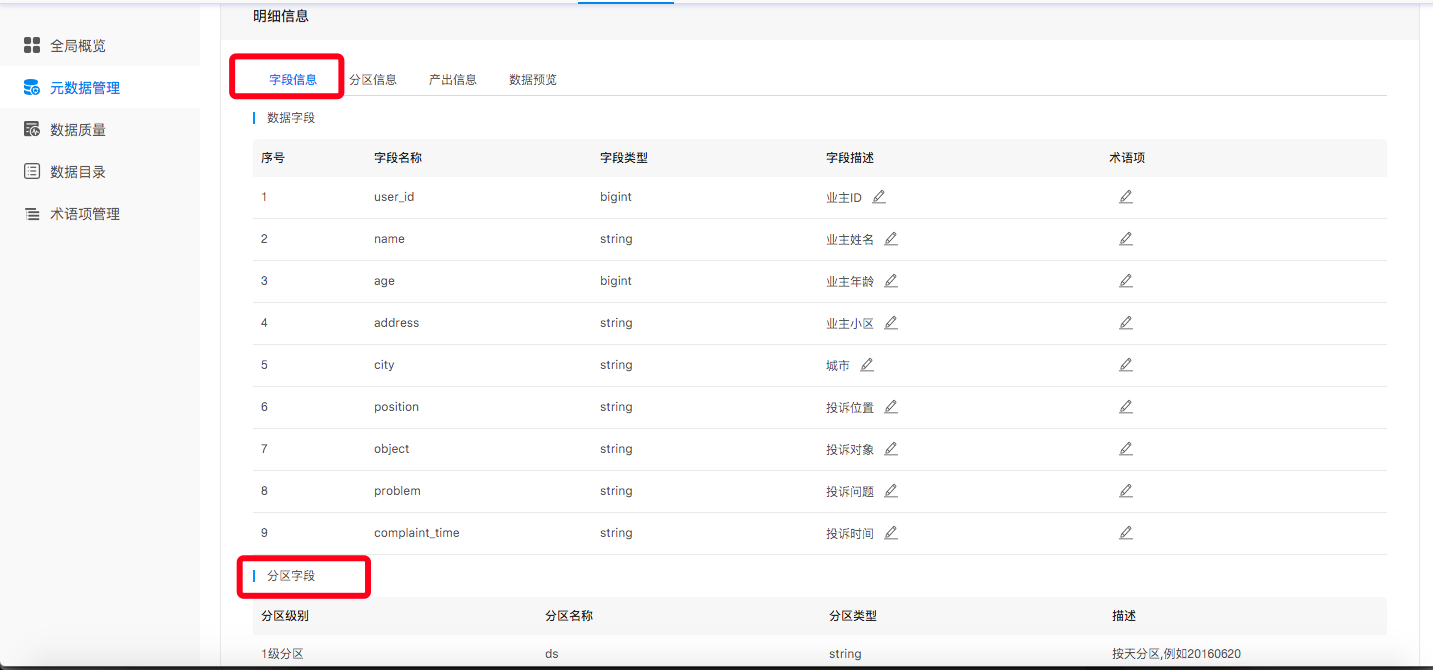 明细信息
全局概览
元数据管理
数据质量
数据目录
术语项管理
字段信息 分区信息 产出信息 数据预览
数据字段
序号 字段名称 字段类型 字段描述 术语项
1 user_id bigint 业主ID
2 name string 业主姓名
3 age bigint 业主年龄
4 address string 业主小区
5 city string 城市
6 position string 投诉位置
7 object string 投诉对象
8 problem string 投诉问题
9 complaint_time string 投诉时间
分区字段
分区级别 分区名称 分区类型 描述
1级分区 ds string 按天分区,例如20160620